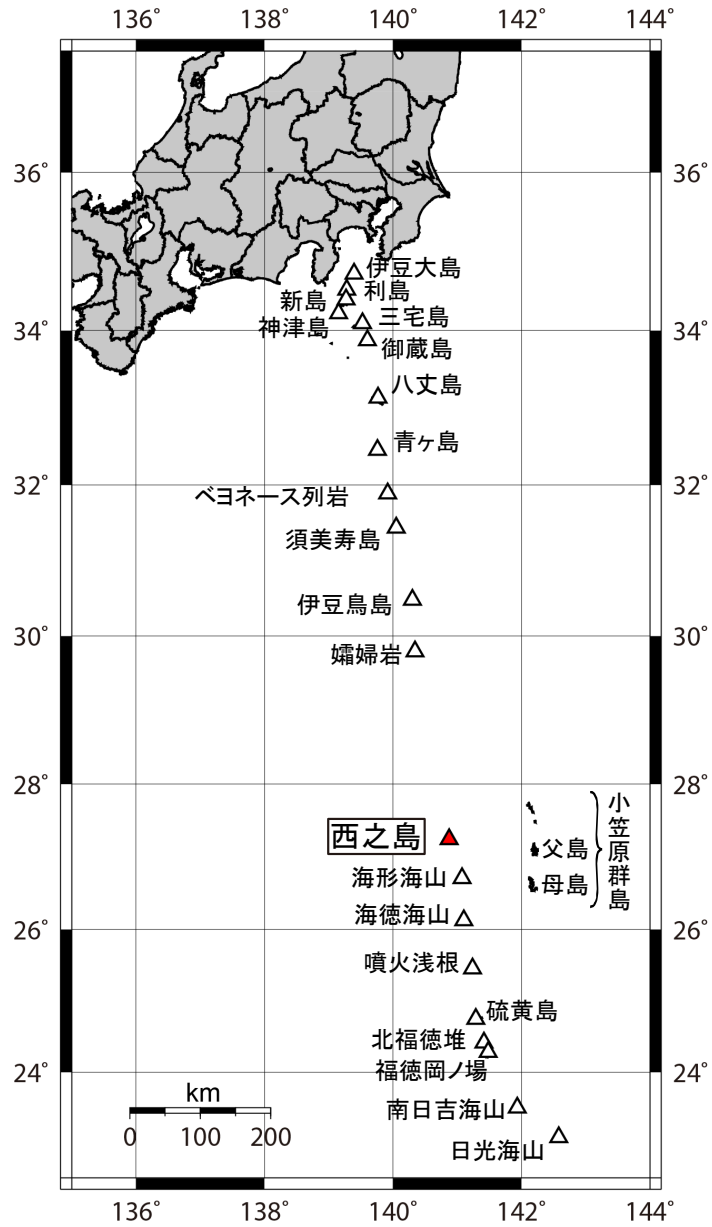 136° 138° 140° 142° 144°
36° 36°
伊豆大島
利島
新島
三宅島
神津島
34° 34°
御蔵島
八丈島
青ヶ島
32° 32°
ベヨネース列岩
須美寿島
伊豆鳥島
30° 30°
孀婦岩
28° 28°
小笠原群島
西之島
父島
海形海山
母島
海徳海山
26° 26°
噴火浅根
硫黄島
北福徳堆
福徳岡ノ場
24° 24°
km
南日吉海山
0 100 200
日光海山
136° 138° 140° 142° 144°